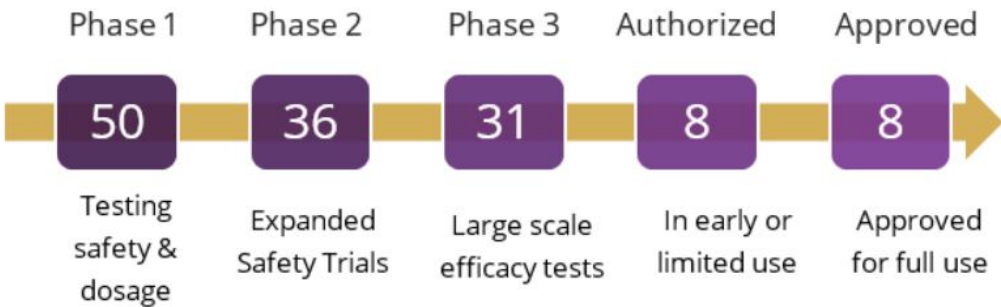 Phase 1 Phase 2 Phase 3 Authorized Approved
50 36 31 8 8
Testing
safety &
dosage
Expanded
Safety Trials
Large scale
efficacy tests
In early or
limited use
Approved
for full use